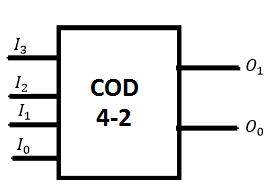 I₃
I₂
I₁
I₀
COD
4-2
O₁
O₀